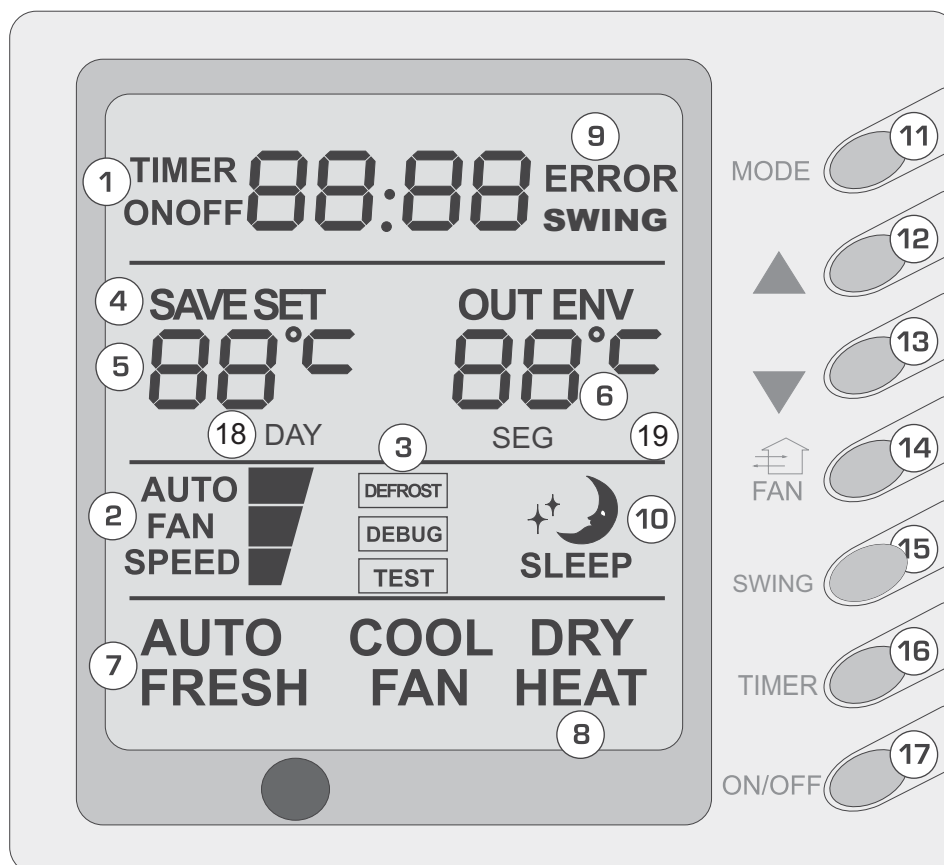 9
1 TIMER 88:88 ERROR
ONOFF SWING
11
MODE
12
4 SAVE SET OUT ENV
5 88°C 88°C
6
13
18 DAY 3 SEG 19
14
FAN
2 AUTO
FAN
SPEED
DEFROST
DEBUG
TEST
10
SLEEP
15
SWING
7 AUTO COOL DRY
FRESH FAN HEAT
8
16
TIMER
17
ON/OFF